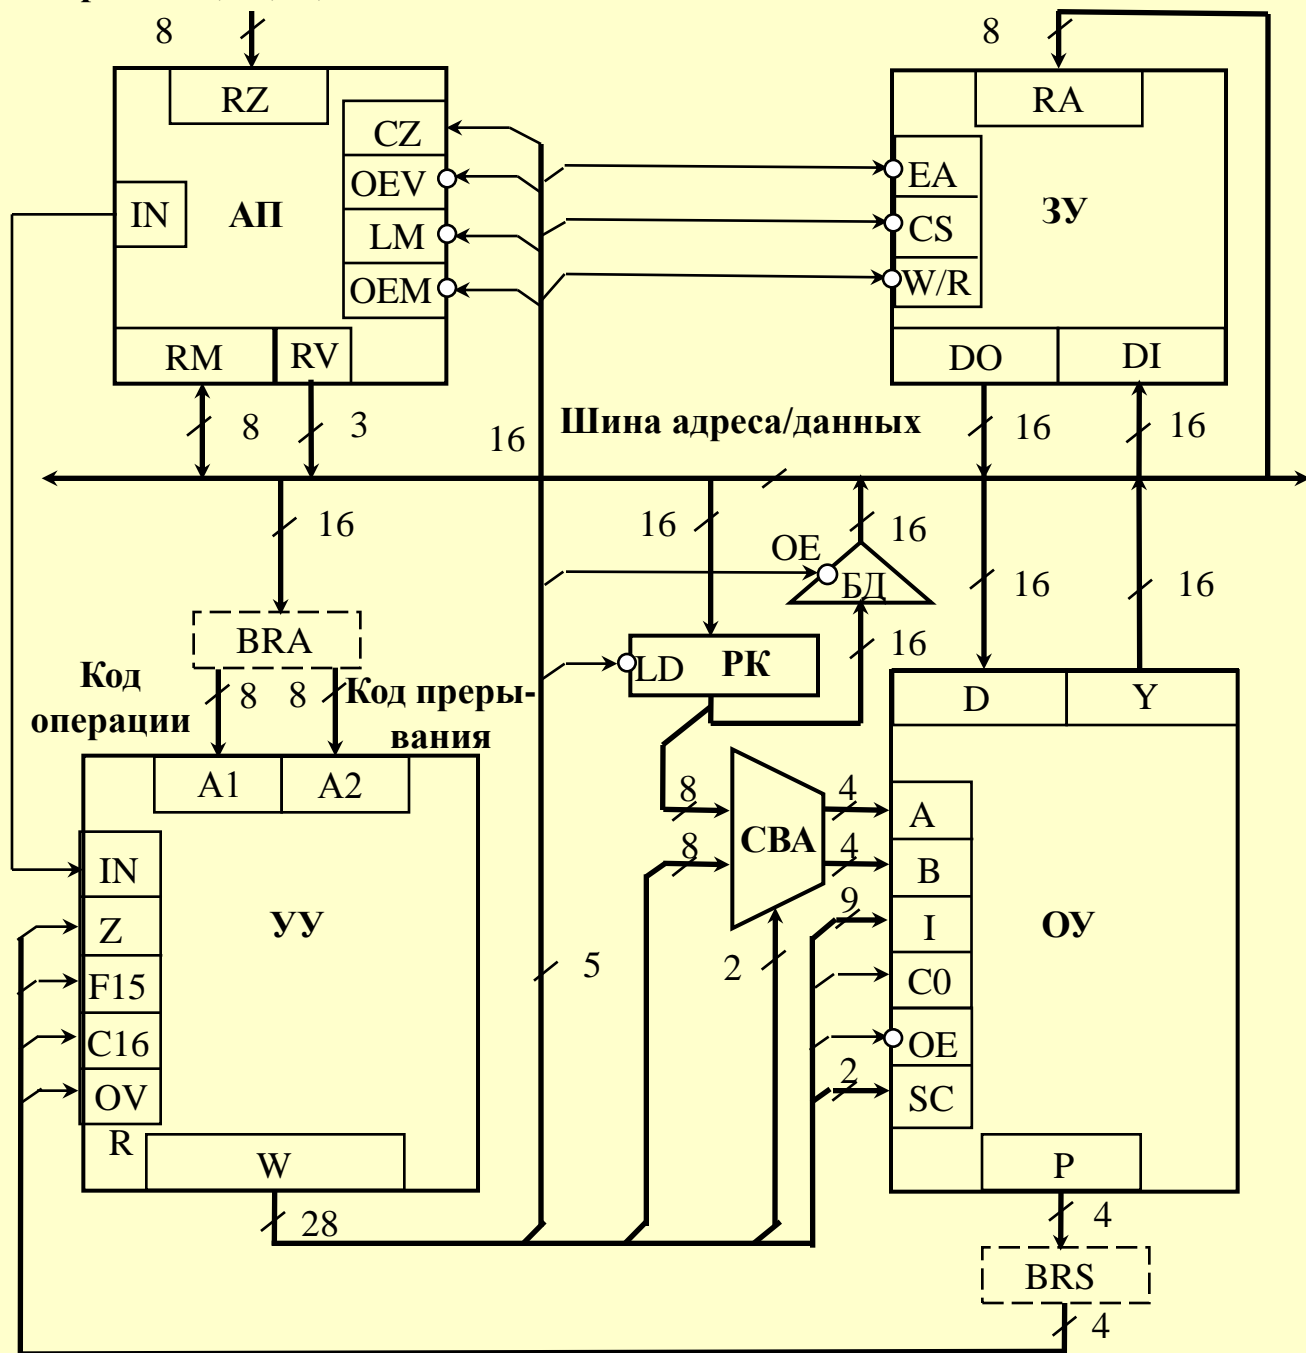 8
8
RZ
RA
CZ
OEV
LM
OEM
IN
АП
EA
CS
W/R
ЗУ
RM
RV
DO
DI
8
3
16
Шина адреса/данных
16
16
16
16
16
16
16
OE
БД
BRA
LD
РК
16
Код
операции
8
8
Код преры-
вания
D
Y
A1
A2
8
4
A
СВА
8
4
B
IN
Z
F15
C16
OV
R
УУ
9
I
ОУ
5
2
C0
OE
2
SC
W
P
28
4
BRS
4